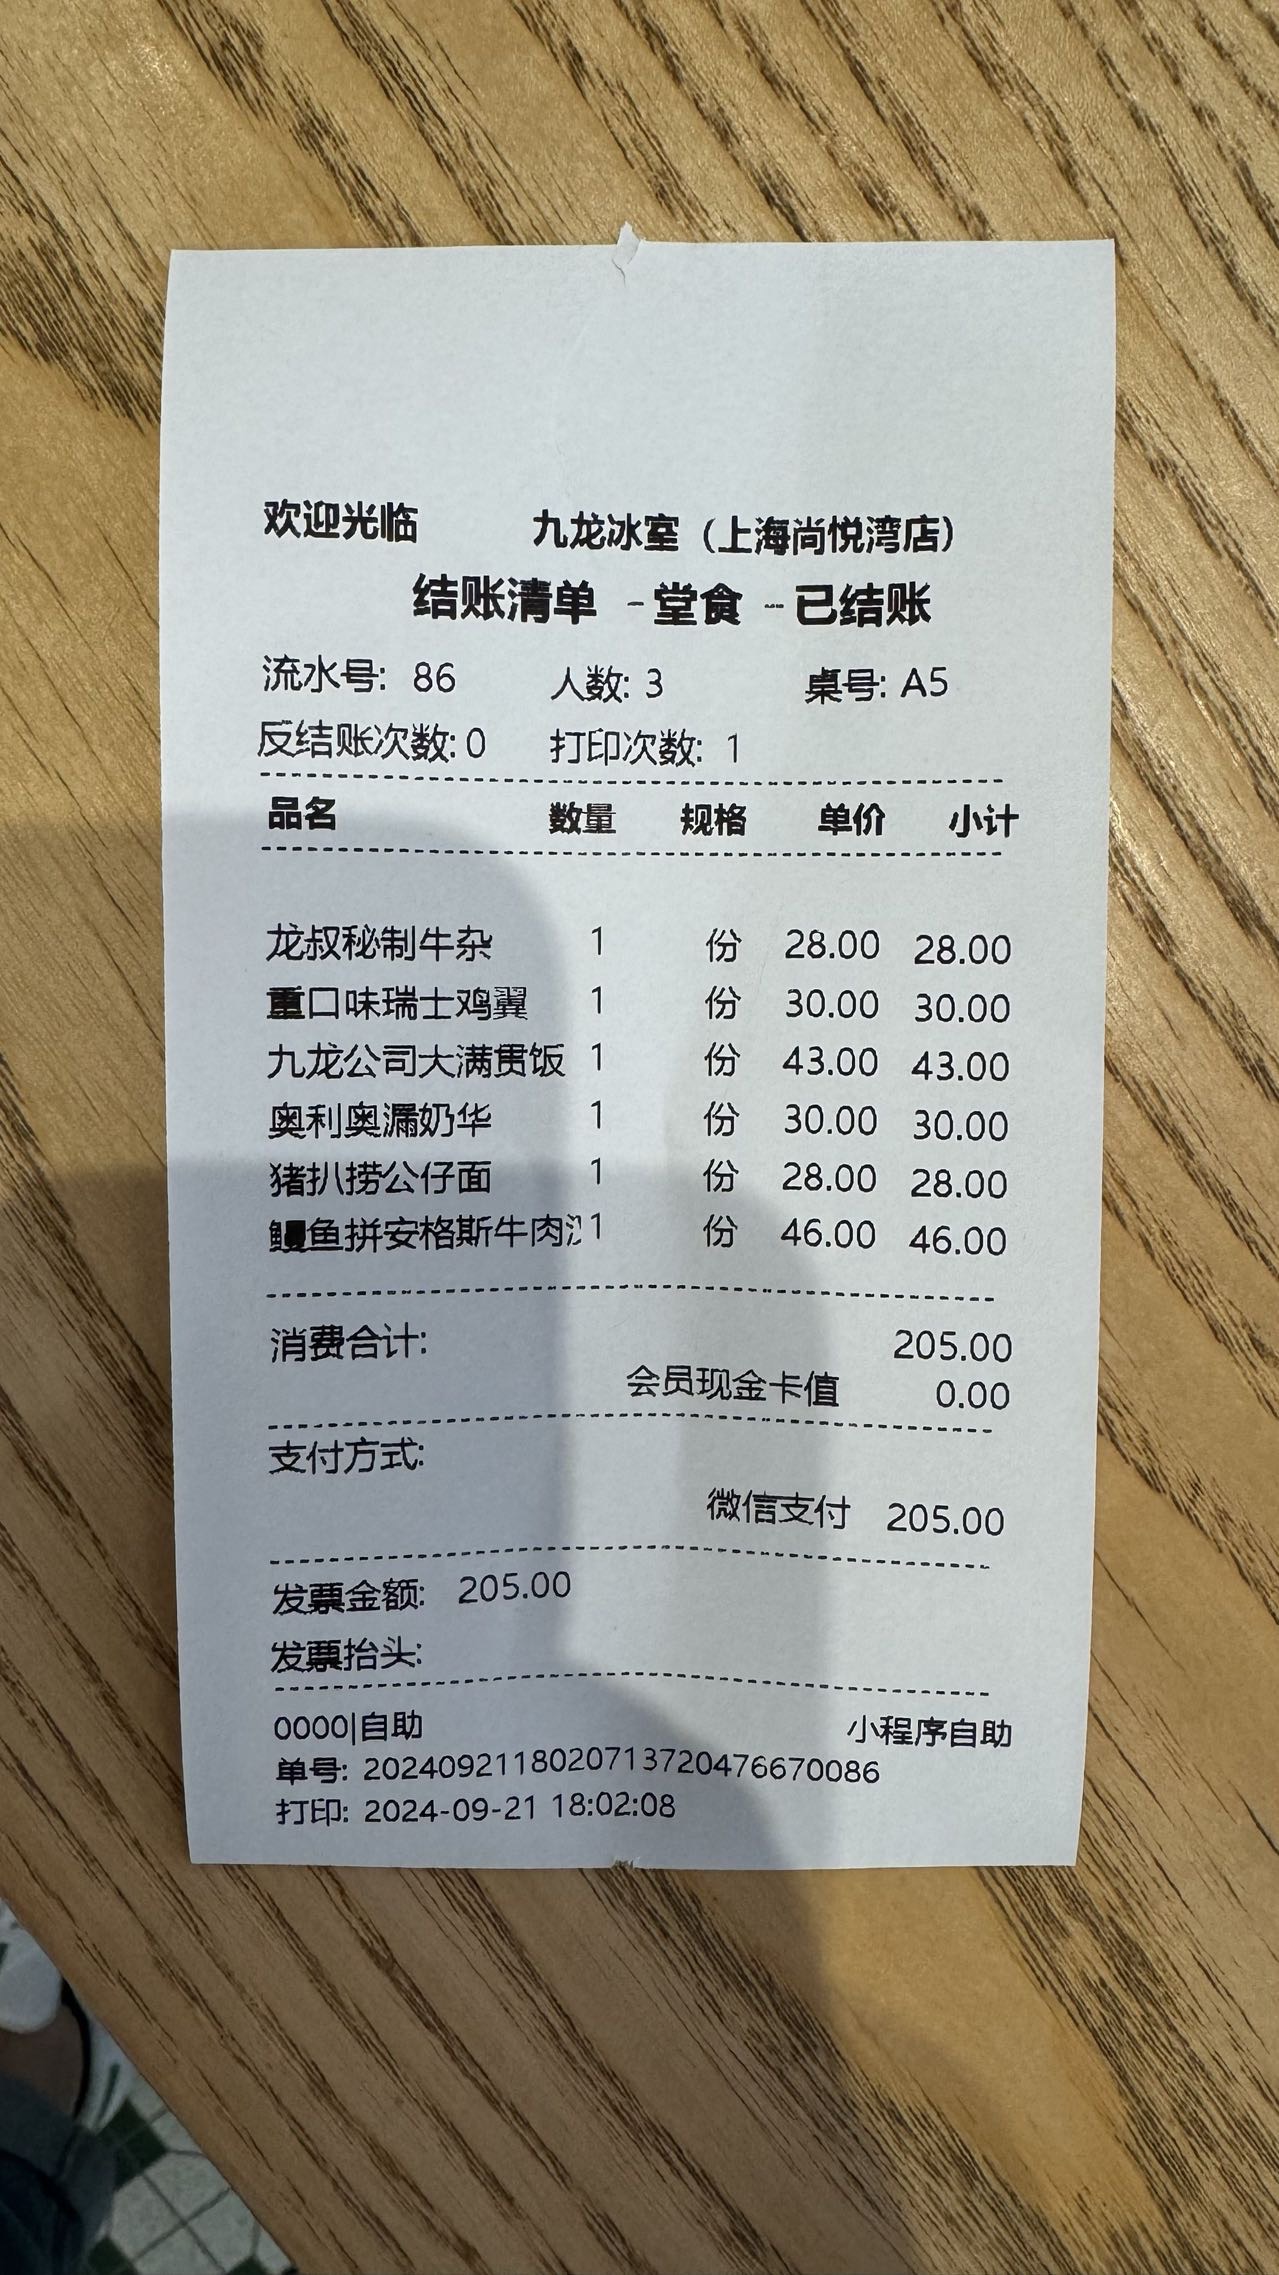 欢迎光临 九龙冰室（上海尚悦湾店）
结账清单 -堂食 -- 已结账
流水号: 86 人数: 3 桌号: A5
反结账次数: 0 打印次数: 1
品名 数量 规格 单价 小计
龙叔秘制牛杂 1 份 28.00 28.00
重口味瑞士鸡翼 1 份 30.00 30.00
九龙公司大满贯饭 1 份 43.00 43.00
奥利奥漏奶华 1 份 30.00 30.00
猪扒捞公仔面 1 份 28.00 28.00
鳗鱼拼安格斯牛肉 1 份 46.00 46.00
消费合计: 205.00
会员现金卡值 0.00
支付方式:
微信支付 205.00
发票金额: 205.00
发票抬头:
0000|自助 小程序自助
单号: 20240921180207137204766​70086
打印: 2024-09-21 18:02:08